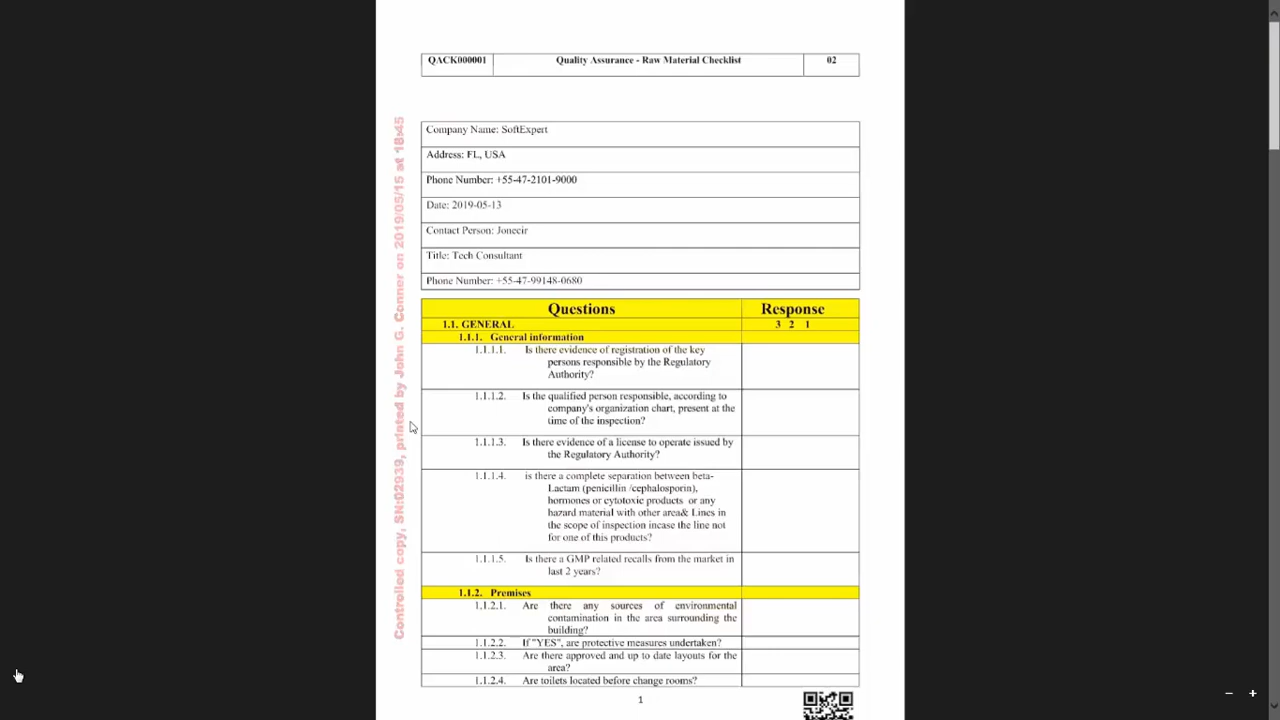 QACK000001 Quality Assurance - Raw Material Checklist 02
Controlled copy, SN:0239, printed by John G. Coner on 2019/05/15 at 18:45
Company Name: SoftExpert
Address: FL, USA
Phone Number: +55-47-2101-9000
Date: 2019-05-13
Contact Person: Jonecir
Title: Tech Consultant
Phone Number: +55-47-99148-0680
Questions Response
1.1. GENERAL 3 2 1
1.1.1. General information
1.1.1.1. Is there evidence of registration of the key
persons responsible by the Regulatory
Authority?
1.1.1.2. Is the qualified person responsible, according to
company's organization chart, present at the
time of the inspection?
1.1.1.3. Is there evidence of a license to operate issued by
the Regulatory Authority?
1.1.1.4. is there a complete separation between beta-
Lactam (penicillin /cephalosporin),
hormones or cytotoxic products or any
hazard material with other area& Lines in
the scope of inspection incase the line not
for one of this products?
1.1.1.5. Is there a GMP related recalls from the market in
last 2 years?
1.1.2. Premises
1.1.2.1. Are there any sources of environmental
contamination in the area surrounding the
building?
1.1.2.2. If "YES", are protective measures undertaken?
1.1.2.3. Are there approved and up to date layouts for the
area?
1.1.2.4. Are toilets located before change rooms?
1